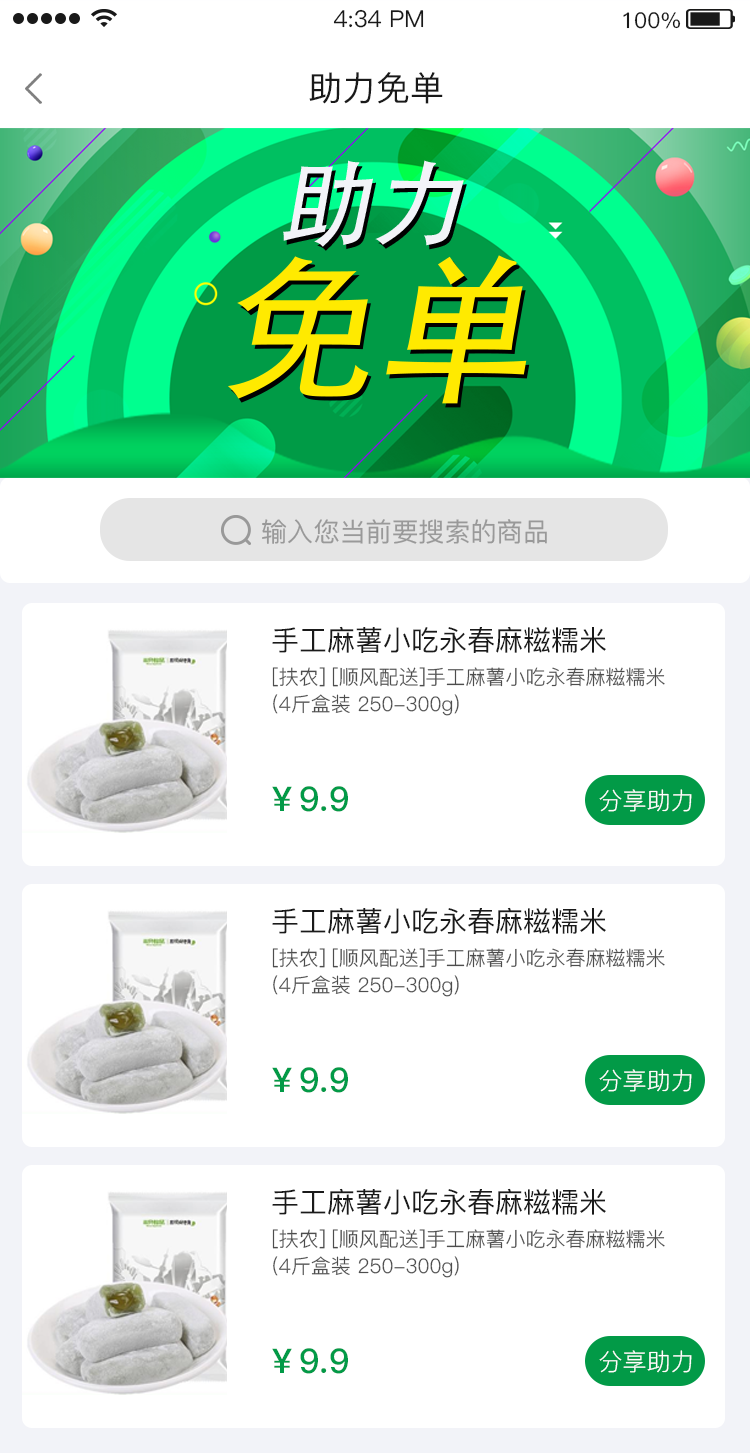 4:34 PM
100%
助力免单
助力
免单
输入您当前要搜索的商品
手工麻薯小吃永春麻糍糯米
[扶农] [顺风配送]手工麻薯小吃永春麻糍糯米
(4斤盒装 250-300g)
¥ 9.9
分享助力
手工麻薯小吃永春麻糍糯米
[扶农] [顺风配送]手工麻薯小吃永春麻糍糯米
(4斤盒装 250-300g)
¥ 9.9
分享助力
手工麻薯小吃永春麻糍糯米
[扶农] [顺风配送]手工麻薯小吃永春麻糍糯米
(4斤盒装 250-300g)
¥ 9.9
分享助力